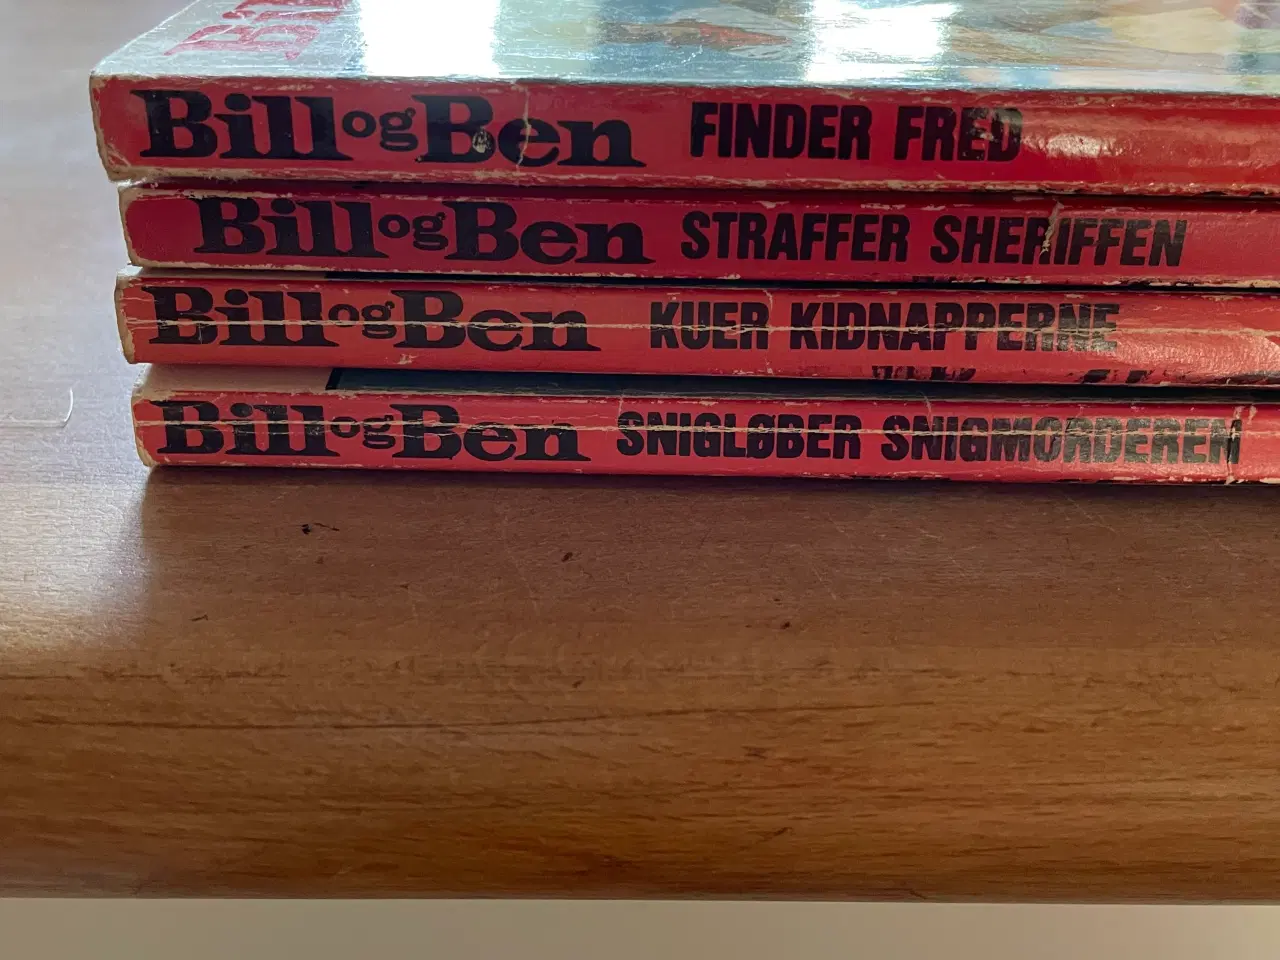 Bill og Ben FINDER FRED
Bill og Ben STRAFFER SHERIFFEN
Bill og Ben KUER KIDNAPPERNE
Bill og Ben SNIGLØBER SNIGMORDEREN